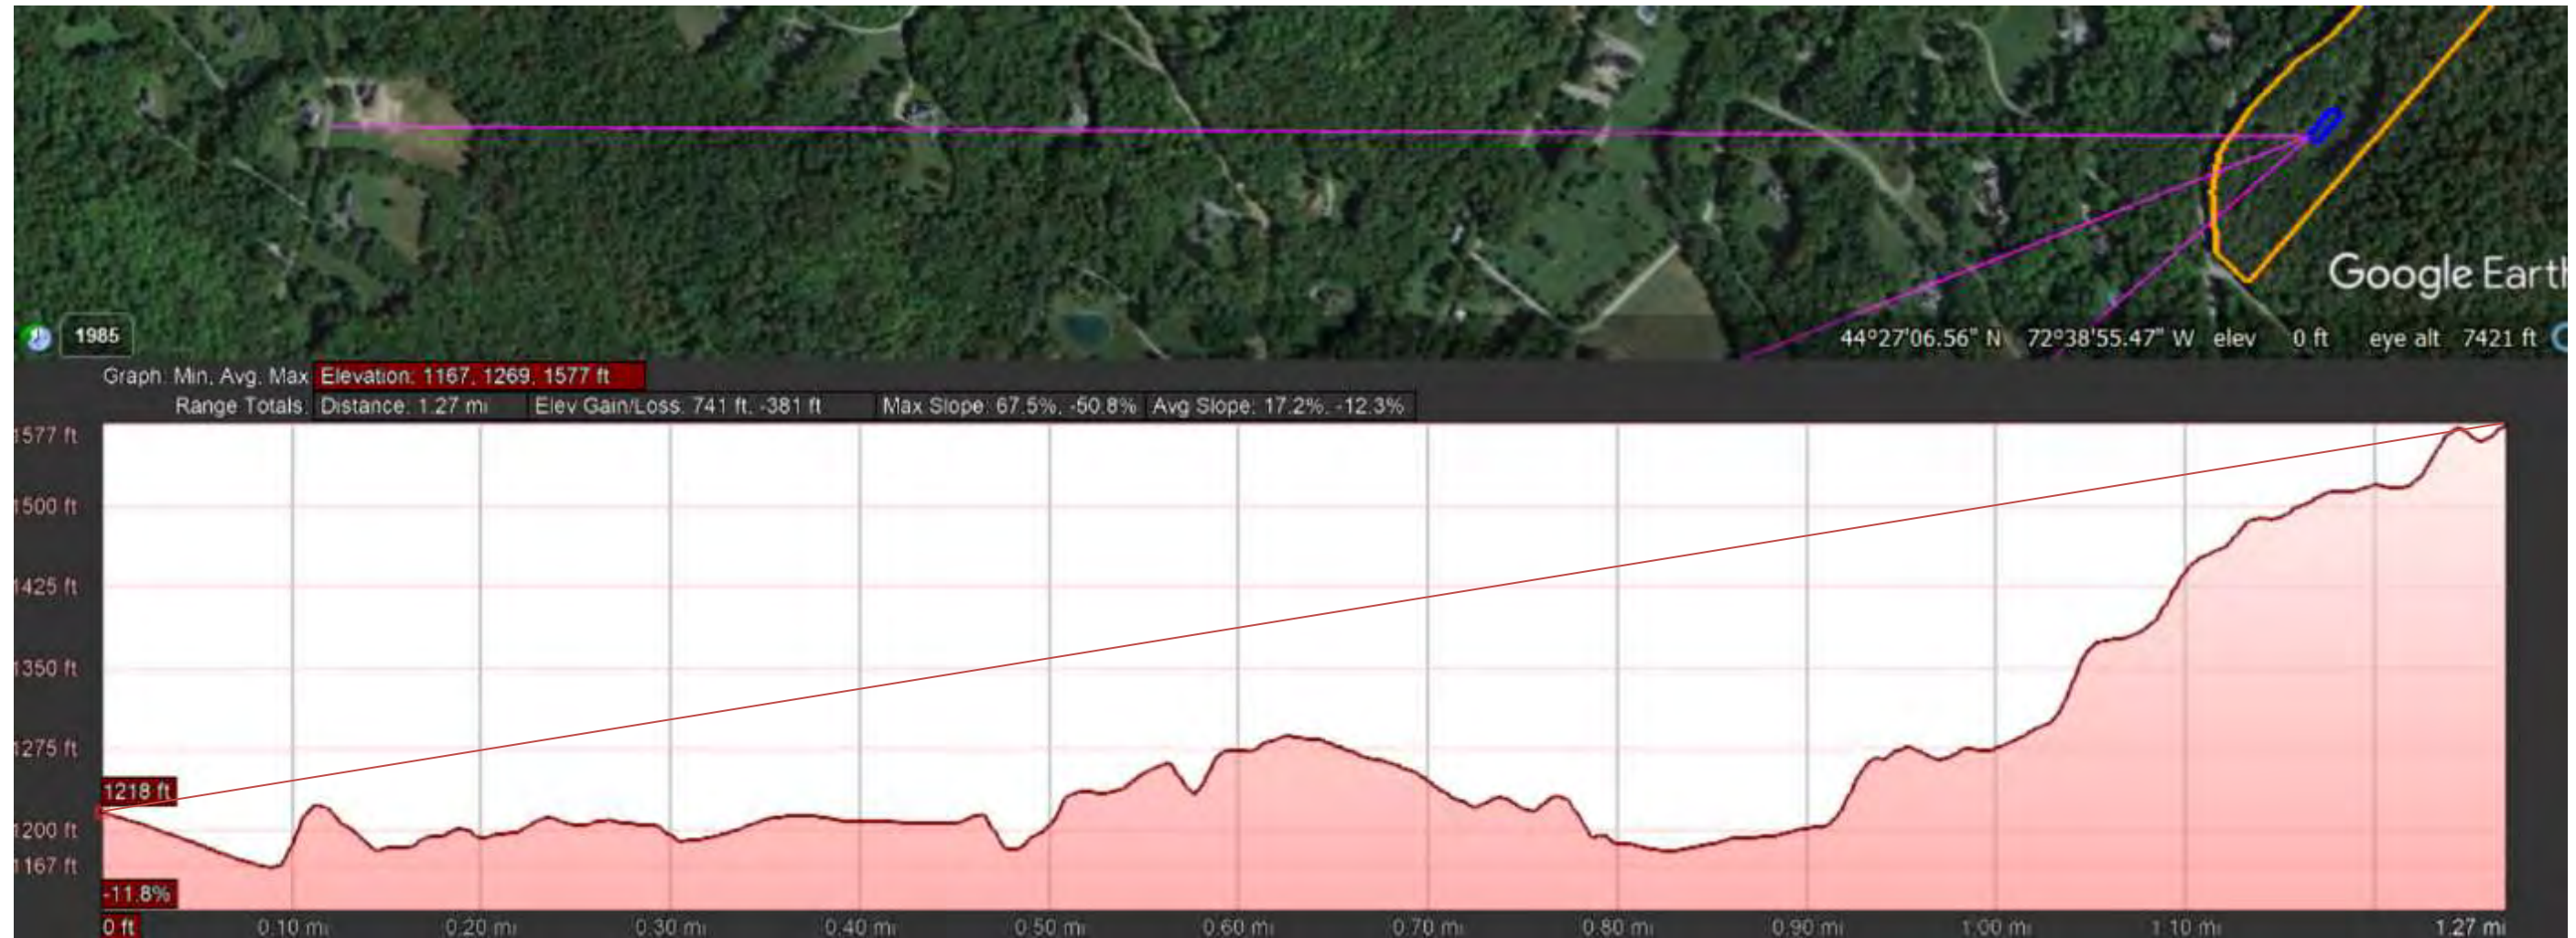 Google Earth
1985
44°27'06.56" N 72°38'55.47" W elev 0 ft eye alt 7421 ft
Graph: Min, Avg, Max Elevation: 1167, 1269, 1577 ft
Range Totals: Distance: 1.27 mi Elev Gain/Loss: 741 ft, -381 ft Max Slope: 67.5%, -50.8% Avg Slope: 17.2%, -12.3%
1577 ft
1500 ft
1425 ft
1350 ft
1275 ft
1218 ft
1200 ft
1167 ft
-11.8%
0 ft 0.10 mi 0.20 mi 0.30 mi 0.40 mi 0.50 mi 0.60 mi 0.70 mi 0.80 mi 0.90 mi 1.00 mi 1.10 mi 1.27 mi